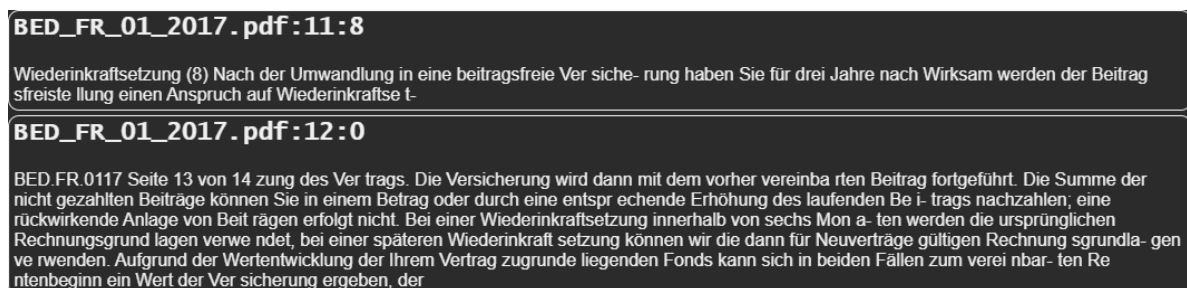 BED_FR_01_2017.pdf:11:8
Wiederinkraftsetzung (8) Nach der Umwandlung in eine beitragsfreie Ver siche- rung haben Sie für drei Jahre nach Wirksam werden der Beitrag
sfreiste llung einen Anspruch auf Wiederinkraftse t-
BED_FR_01_2017.pdf:12:0
BED.FR.0117 Seite 13 von 14 zung des Ver trags. Die Versicherung wird dann mit dem vorher vereinba rten Beitrag fortgeführt. Die Summe der
nicht gezahlten Beiträge können Sie in einem Betrag oder durch eine entspr echende Erhöhung des laufenden Be i- trags nachzahlen; eine
rückwirkende Anlage von Beit rägen erfolgt nicht. Bei einer Wiederinkraftsetzung innerhalb von sechs Mon a- ten werden die ursprünglichen
Rechnungsgrund lagen verwe ndet, bei einer späteren Wiederinkraft setzung können wir die dann für Neuverträge gültigen Rechnung sgrundla- gen
ve rwenden. Aufgrund der Wertentwicklung der Ihrem Vertrag zugrunde liegenden Fonds kann sich in beiden Fällen zum verei nbar- ten Re
ntenbeginn ein Wert der Ver sicherung ergeben, der